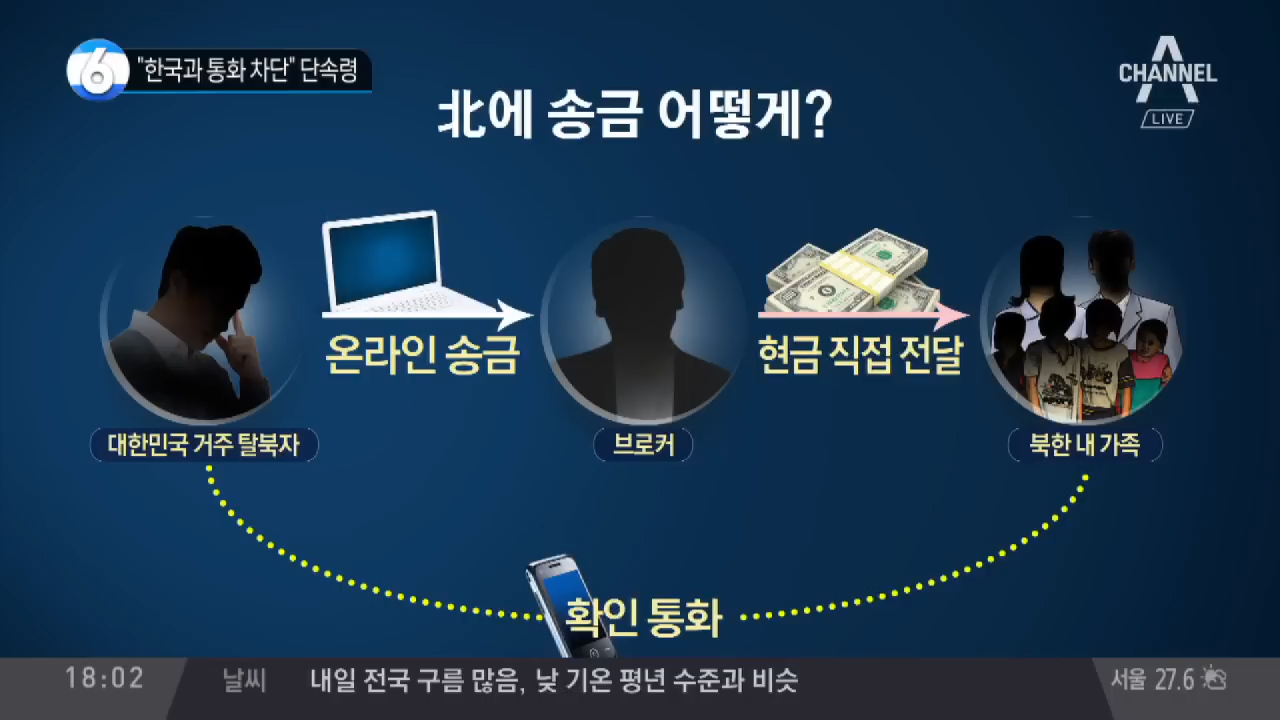 6 "한국과 통화 차단" 단속령
CHANNEL A
LIVE
北에 송금 어떻게?
온라인 송금
현금 직접 전달
대한민국 거주 탈북자
브로커
북한 내 가족
확인 통화
18:02 날씨 내일 전국 구름 많음, 낮 기온 평년 수준과 비슷 서울 27.6